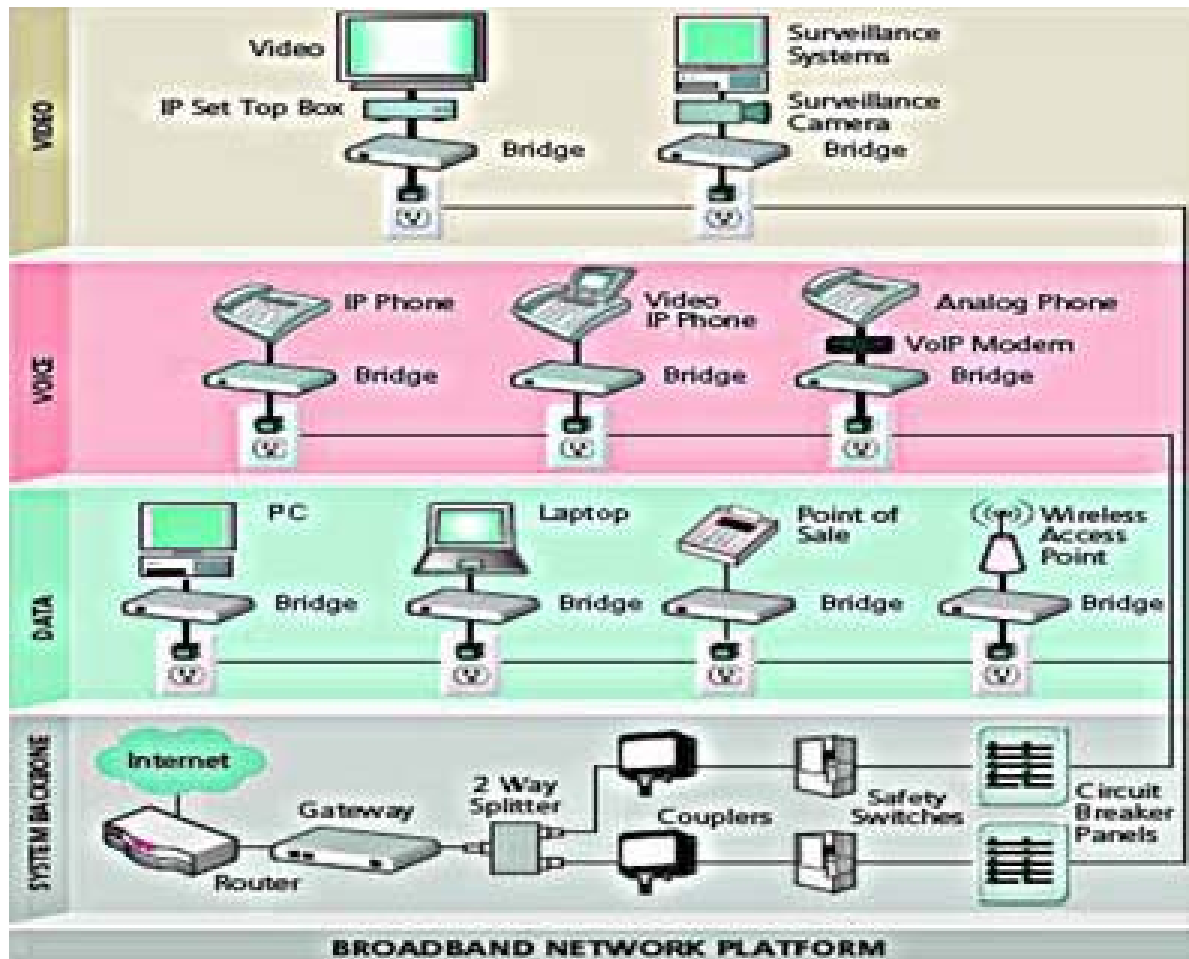 VIDEO
Video
IP Set Top Box
Bridge
Surveillance
Systems
Surveillance
Camera
Bridge
VOICE
IP Phone
Bridge
Video
IP Phone
Bridge
Analog Phone
VoIP Modem
Bridge
DATA
PC
Bridge
Laptop
Bridge
Point of
Sale
Bridge
Wireless
Access
Point
Bridge
SYSTEM BACKBONE
Internet
Router
Gateway
2 Way
Splitter
Couplers
Safety
Switches
Circuit
Breaker
Panels
BROADBAND NETWORK PLATFORM